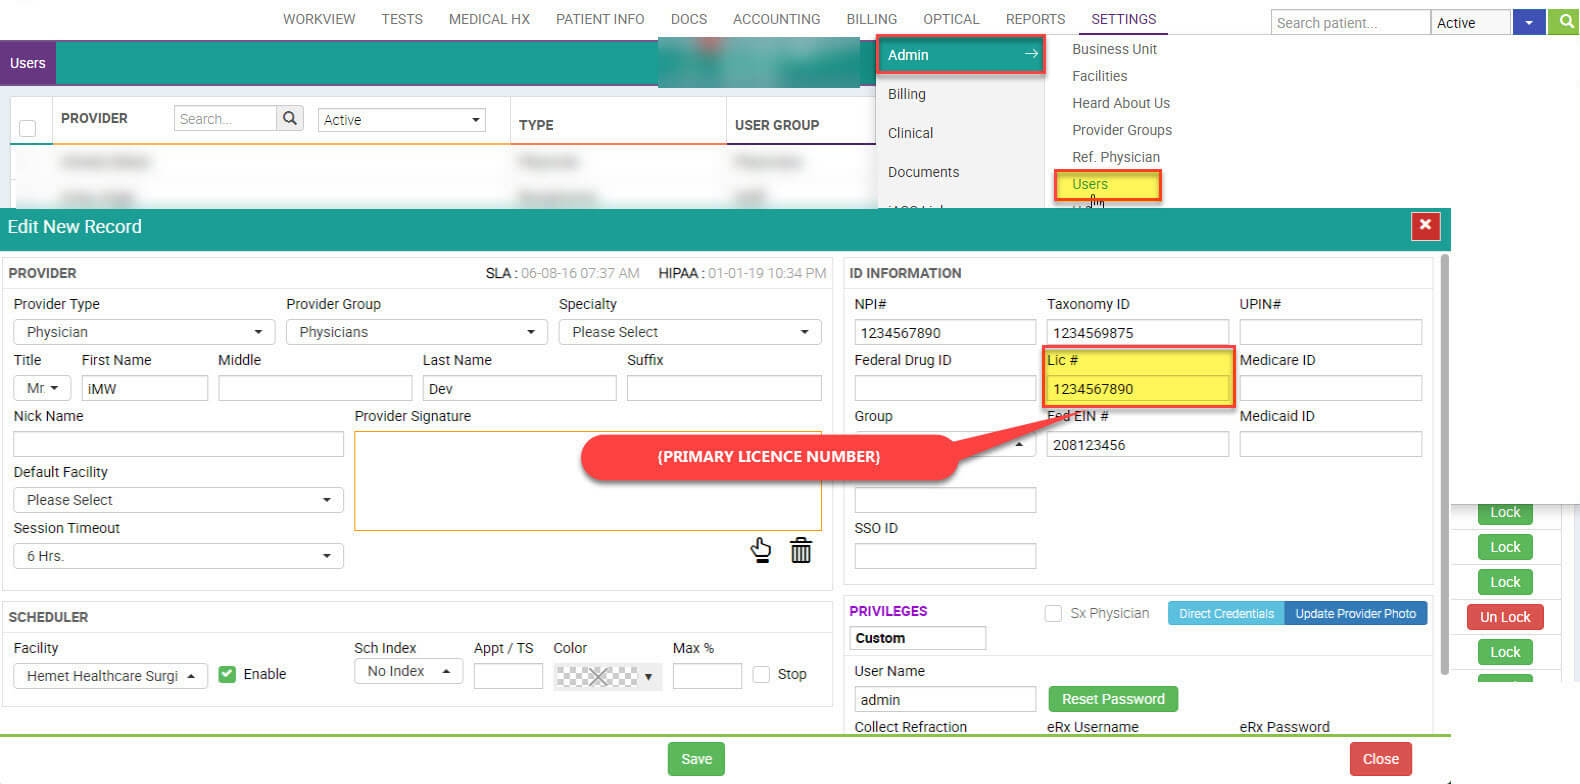 WORKVIEW TESTS MEDICAL HX PATIENT INFO DOCS ACCOUNTING BILLING OPTICAL REPORTS SETTINGS Search patient... Active
Users
Admin
Billing
Clinical
Documents
Business Unit
Facilities
Heard About Us
Provider Groups
Ref. Physician
Users
PROVIDER Search... Active TYPE USER GROUP
Edit New Record
PROVIDER SLA : 06-08-16 07:37 AM HIPAA : 01-01-19 10:34 PM
Provider Type Provider Group Specialty
Physician Physicians Please Select
Title First Name Middle Last Name Suffix
Mr. iMW Dev
Nick Name Provider Signature
Default Facility
Please Select
Session Timeout
6 Hrs.
ID INFORMATION
NPI# Taxonomy ID UPIN#
1234567890 1234569875
Federal Drug ID Lic # Medicare ID
1234567890
Group Fed EIN # Medicaid ID
208123456
(PRIMARY LICENCE NUMBER)
SSO ID
SCHEDULER
Facility Sch Index Appt / TS Color Max %
Hemet Healthcare Surgi Enable No Index Stop
PRIVILEGES Sx Physician Direct Credentials Update Provider Photo
Custom
User Name
admin Reset Password
Collect Refraction eRx Username eRx Password
Save Close
Lock
Lock
Lock
Un Lock
Lock